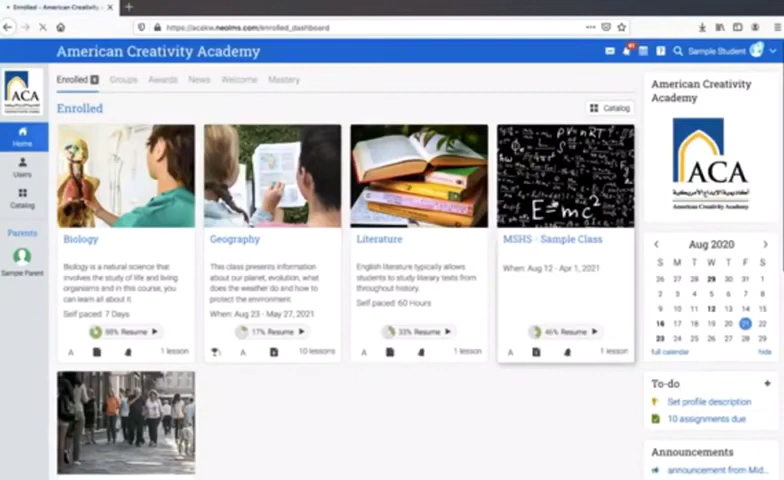 Enrolled - American Creativity A
https://acakw.neolms.com/enrolled_dashboard
American Creativity Academy
Sample Student
ACA
Enrolled
Groups
Awards
News
Welcome
Mastery
Home
Users
Catalog
Parents
Sample Parent
Enrolled
Catalog
Biology
Biology is a natural science that
involves the study of life and living
organisms and in this course, you
can learn all about it.
Self paced: 7 Days
98% Resume
1 lesson
Geography
This class presents information
about our planet, evolution, what
does the weather do and how to
protect the environment.
When: Aug 23 - May 27, 2021
17% Resume
10 lessons
Literature
English literature typically allows
students to study literary tests from
throughout history.
Self paced: 60 Hours
33% Resume
1 lesson
E=mc²
MSHS - Sample Class
When: Aug 12 - Apr 1, 2021
46% Resume
1 lesson
American Creativity
Academy
ACA
أكاديمية الإبداع الأمريكية
American Creativity Academy
Aug 2020
S M T W T F S
26 27 28 29 30 31 1
2 3 4 5 6 7 8
9 10 11 12 13 14 15
16 17 18 19 20 21 22
23 24 25 26 27 28 29
full calendar
hide
To-do
Set profile description
10 assignments due
Announcements
announcement from Mid...